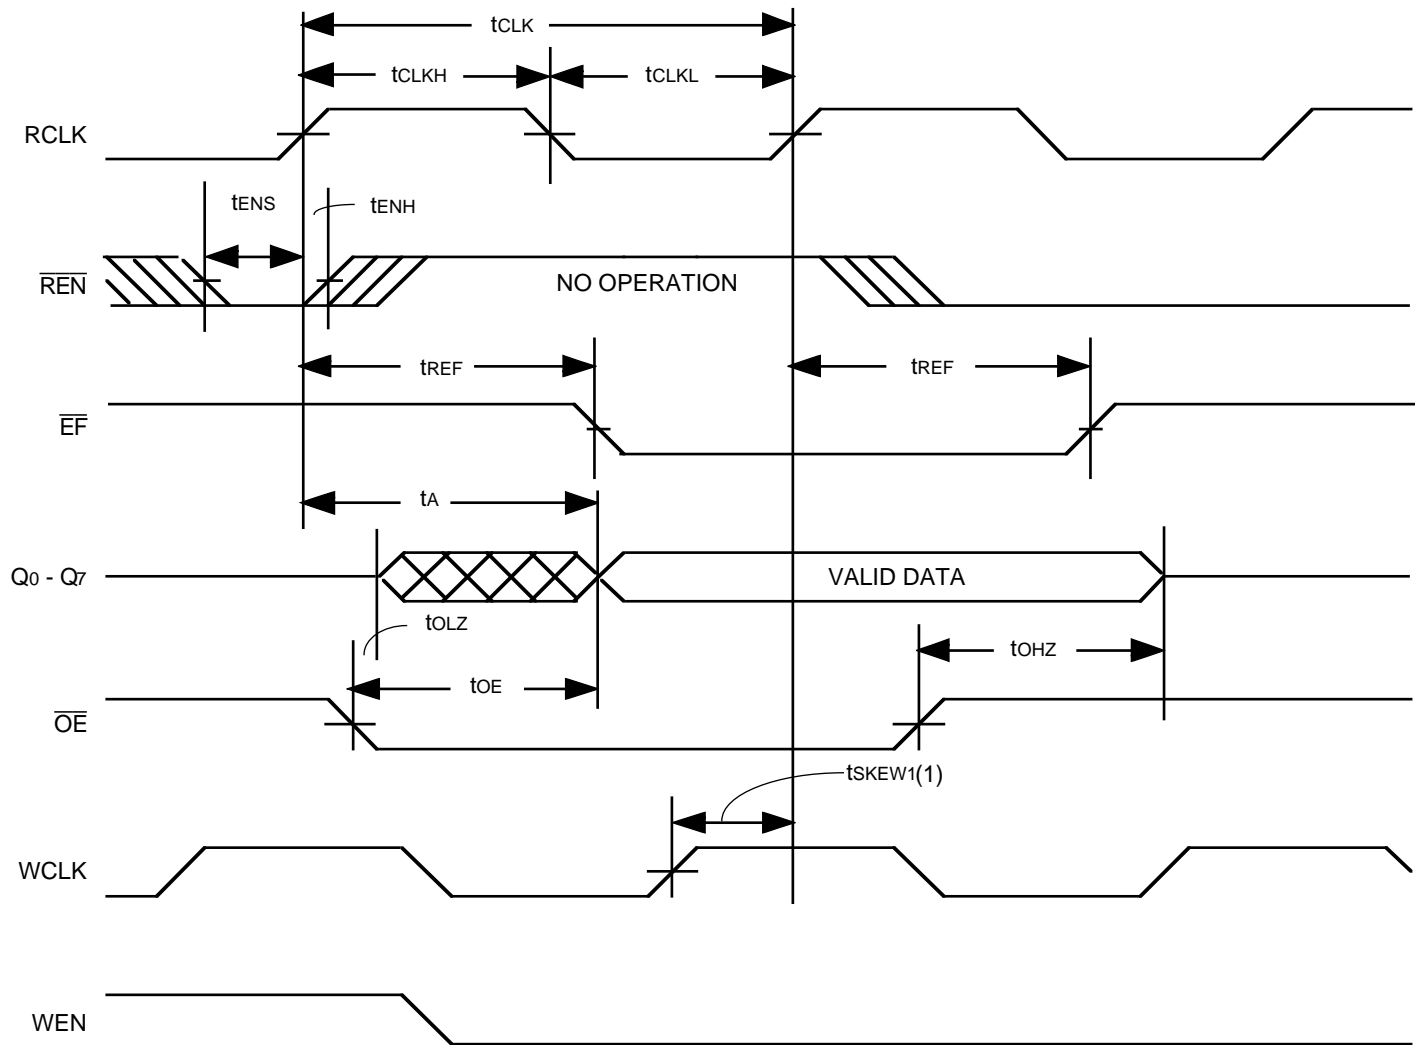 tCLK
tCLKH
tCLKL
RCLK
tENS
tENH
REN
NO OPERATION
tREF
tREF
EF
tA
Q0 - Q7
VALID DATA
tOLZ
tOHZ
tOE
OE
tSKEW1(1)
WCLK
WEN